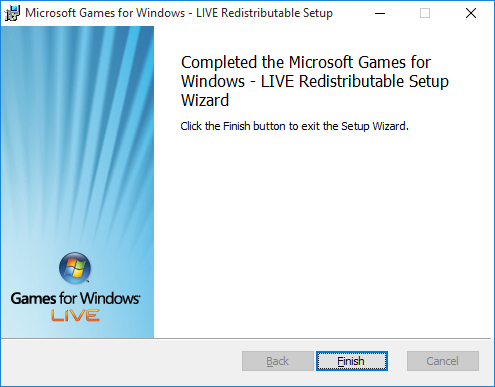 Microsoft Games for Windows - LIVE Redistributable Setup
Completed the Microsoft Games for
Windows - LIVE Redistributable Setup
Wizard
Click the Finish button to exit the Setup Wizard.
Games for Windows
LIVE
Back
Finish
Cancel